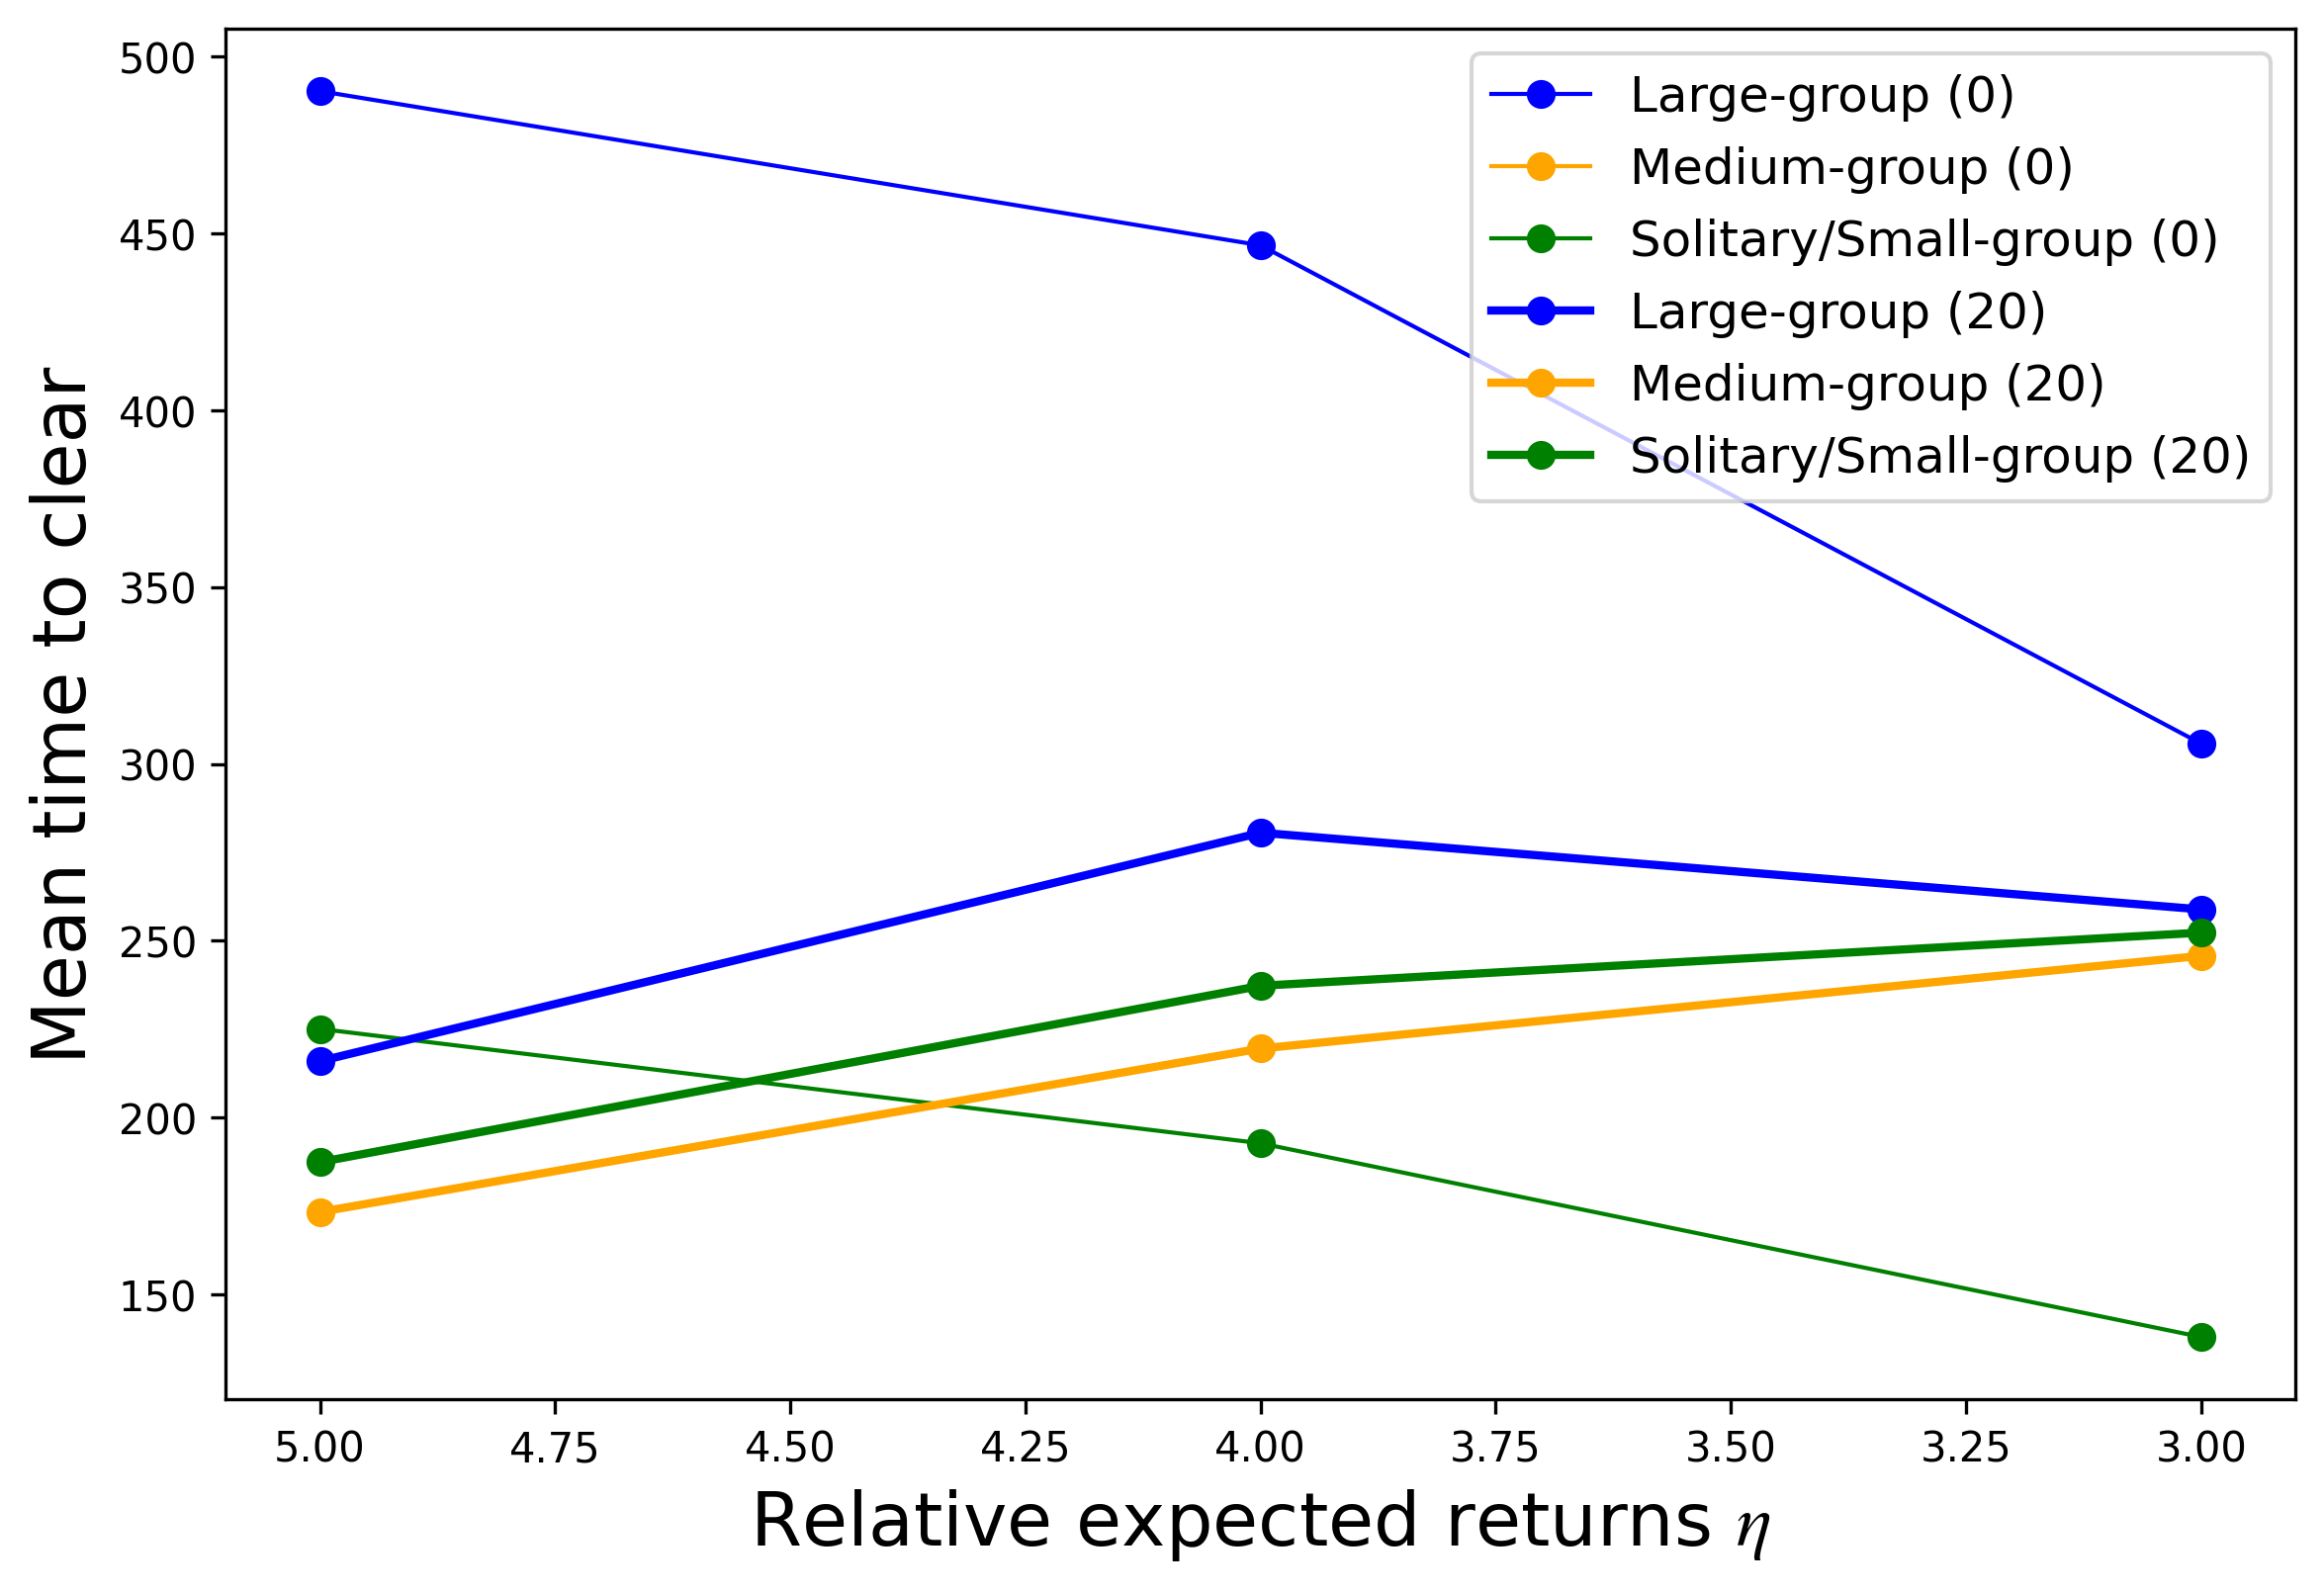 500
450
400
350
300
250
200
150
Mean time to clear
Large-group (0)
Medium-group (0)
Solitary/Small-group (0)
Large-group (20)
Medium-group (20)
Solitary/Small-group (20)
5.00 4.75 4.50 4.25 4.00 3.75 3.50 3.25 3.00
Relative expected returns η